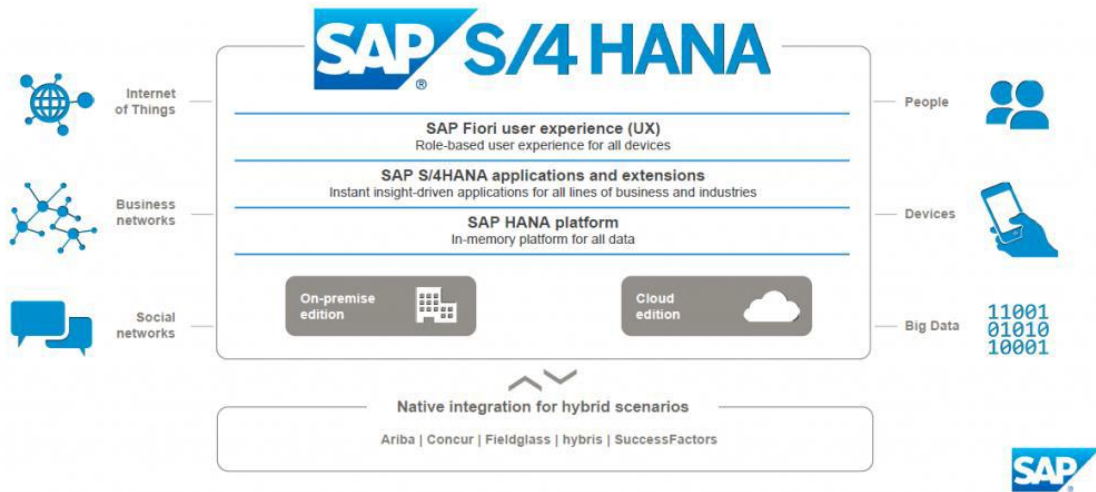 SAP ® S/4 HANA
Internet
of Things
Business
networks
Social
networks
SAP Fiori user experience (UX)
Role-based user experience for all devices
SAP S/4HANA applications and extensions
Instant insight-driven applications for all lines of business and industries
SAP HANA platform
In-memory platform for all data
On-premise
edition
Cloud
edition
People
Devices
Big Data
11001
01010
10001
Native integration for hybrid scenarios
Ariba | Concur | Fieldglass | hybris | SuccessFactors
SAP